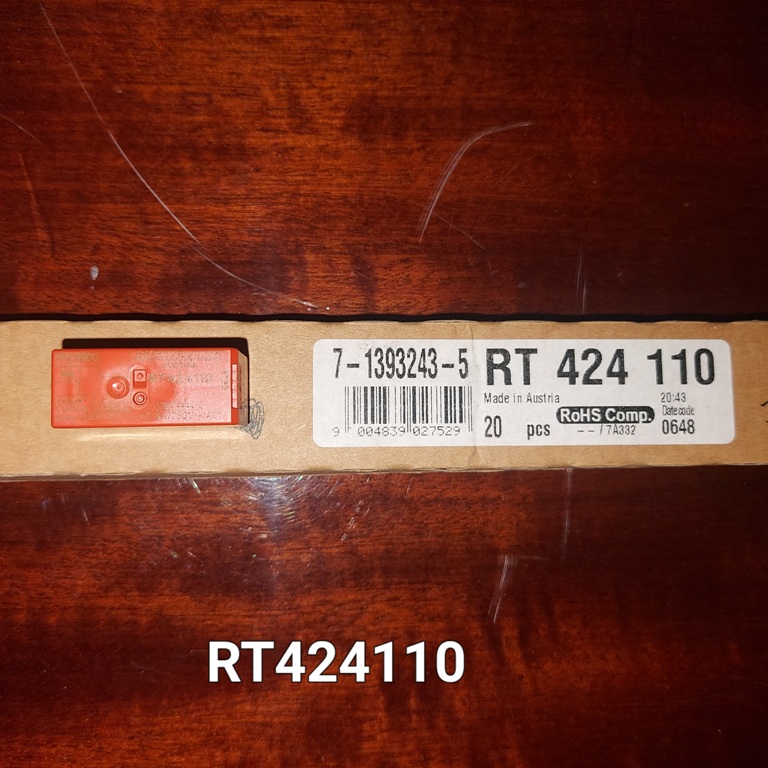 7-1393243-5
RT 424 110
Made in Austria
20:43
RoHS Comp.
Datecode
20 pcs
--/7A332
0648
9 004839 027529
RT424110